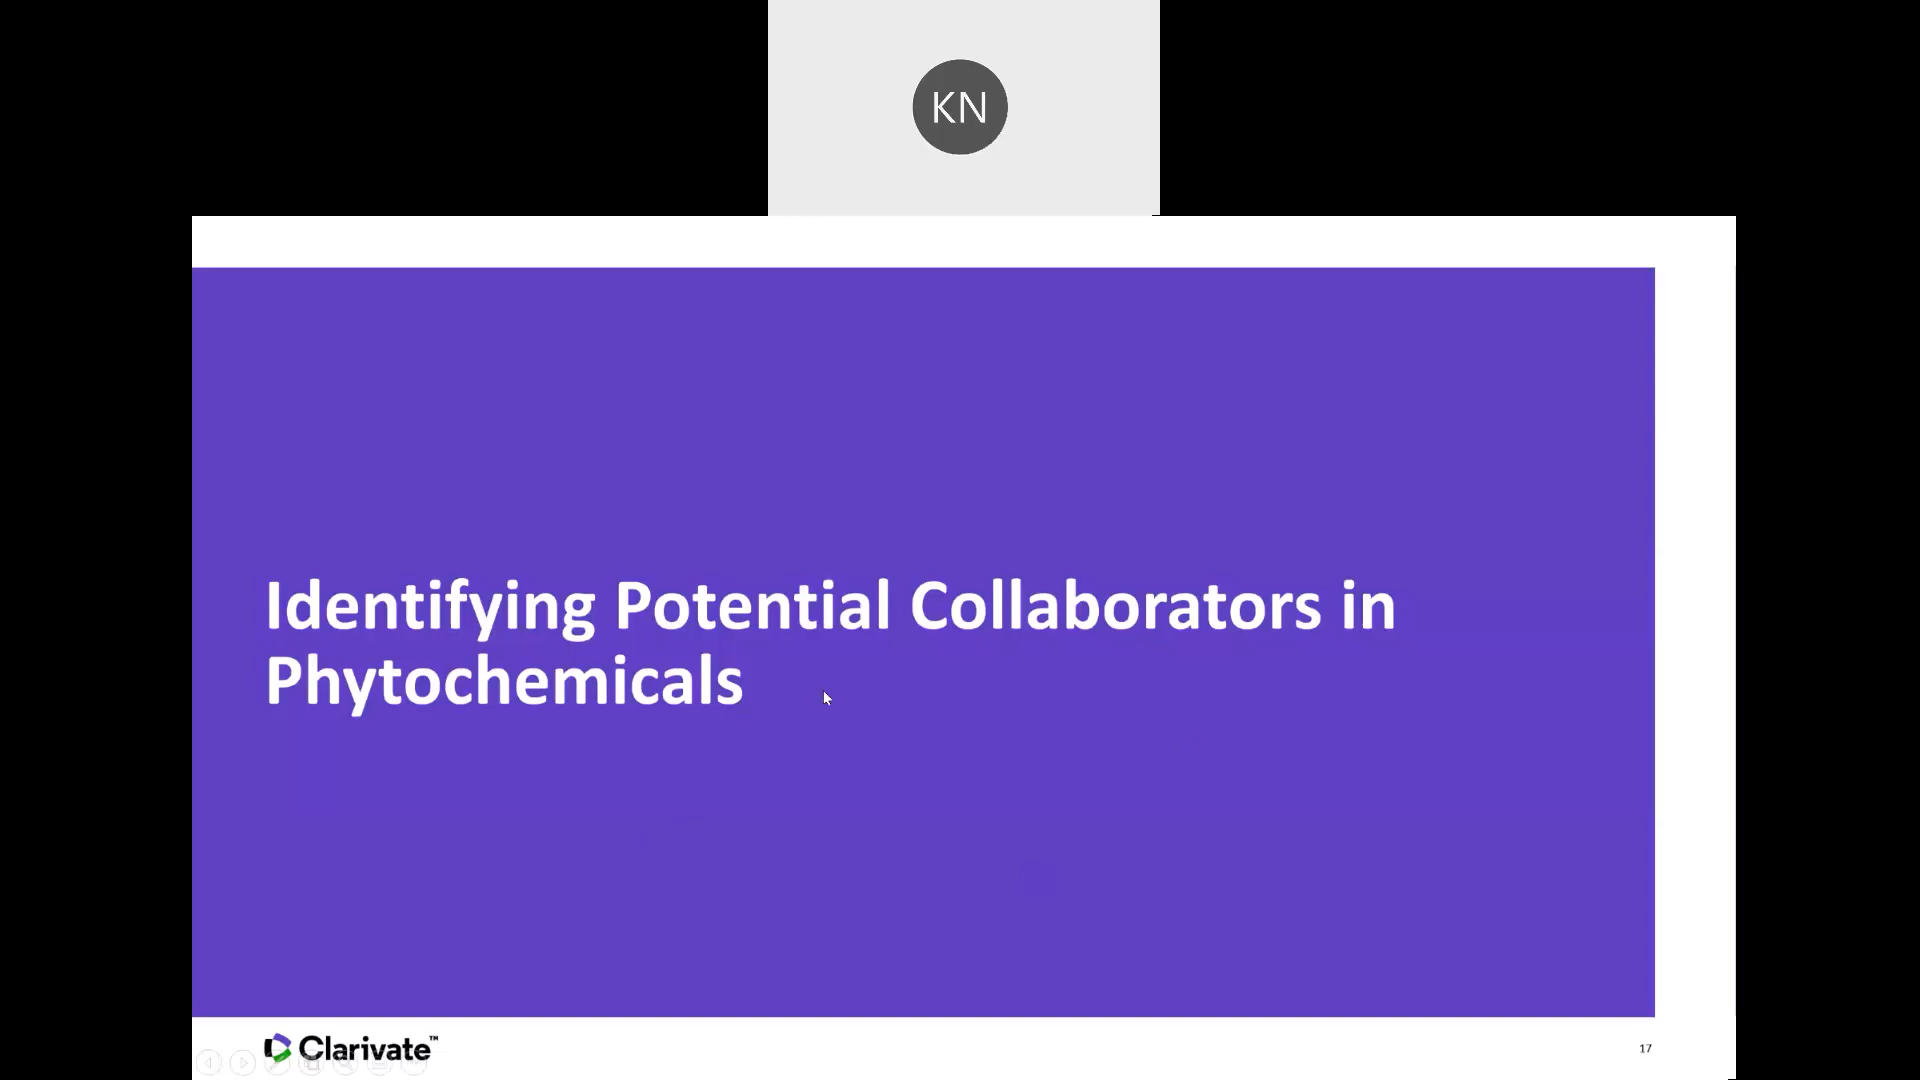 KN
Identifying Potential Collaborators in
Phytochemicals
Clarivate™
17